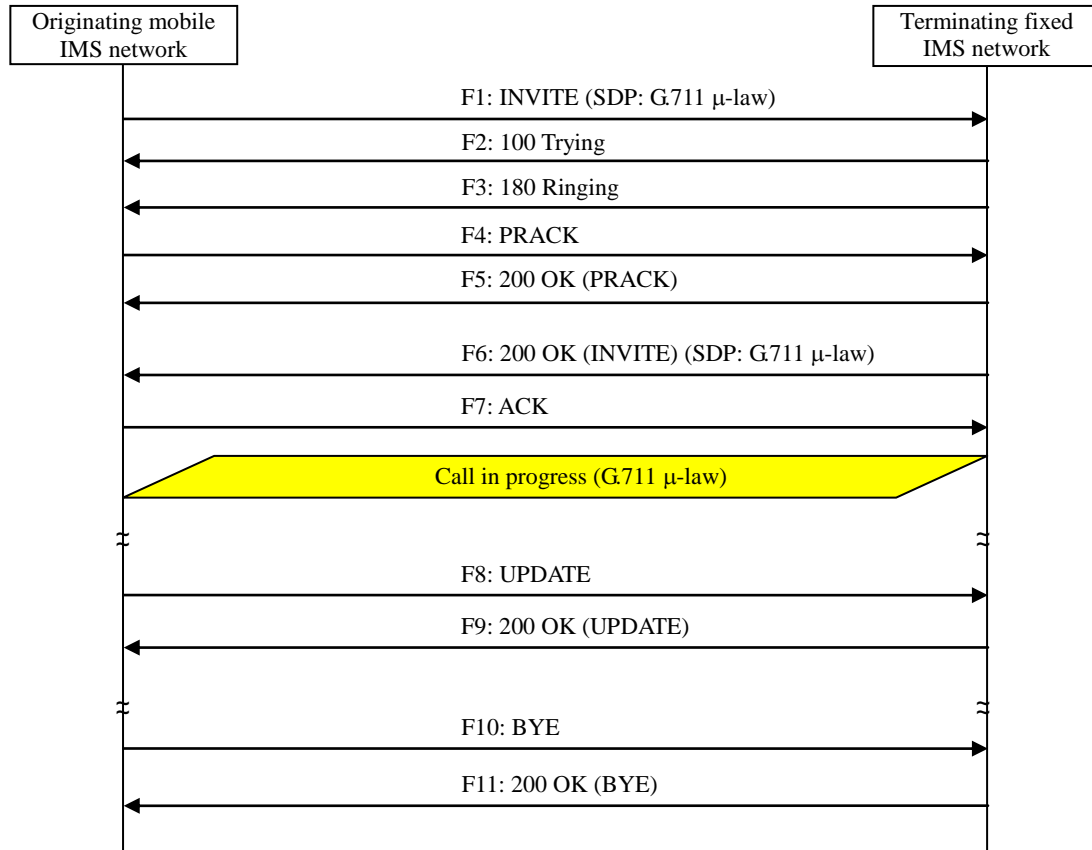 Originating mobile
IMS network
Terminating fixed
IMS network
F1: INVITE (SDP: G.711 μ-law)
F2: 100 Trying
F3: 180 Ringing
F4: PRACK
F5: 200 OK (PRACK)
F6: 200 OK (INVITE) (SDP: G.711 μ-law)
F7: ACK
Call in progress (G.711 μ-law)
F8: UPDATE
F9: 200 OK (UPDATE)
F10: BYE
F11: 200 OK (BYE)